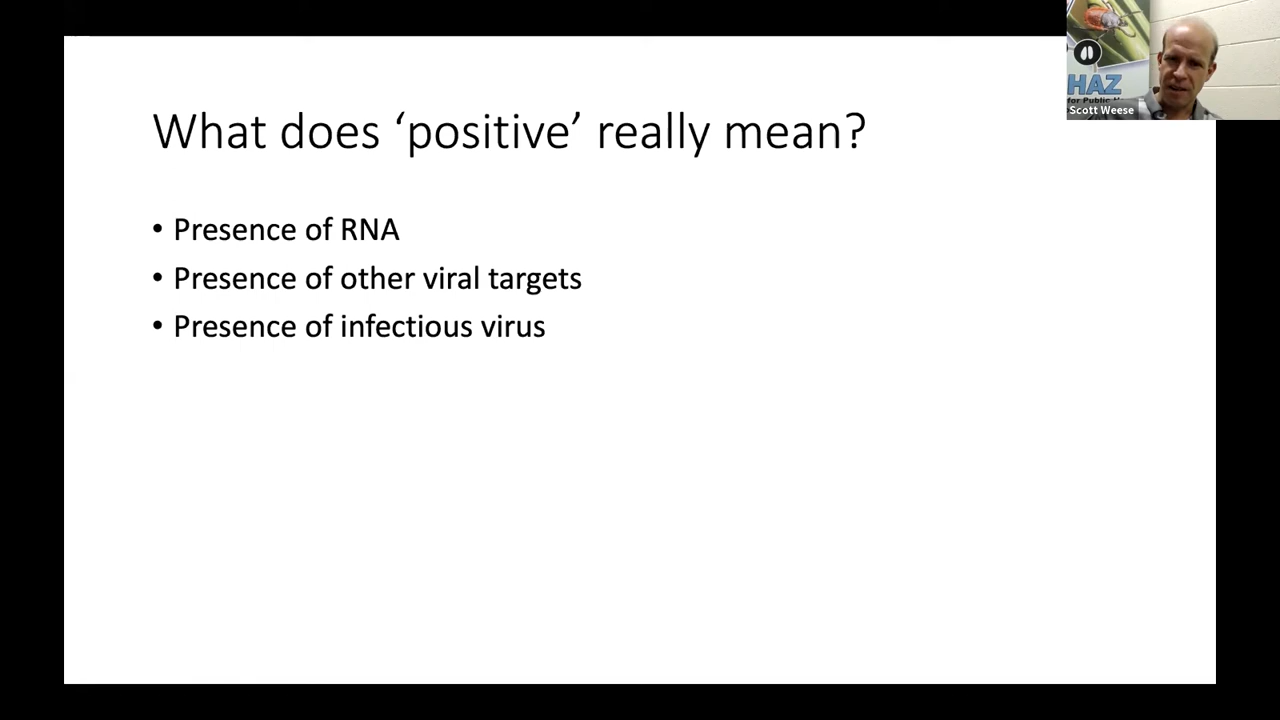 What does ‘positive’ really mean?
• Presence of RNA
• Presence of other viral targets
• Presence of infectious virus
HAZ
for Public H
Scott Weese